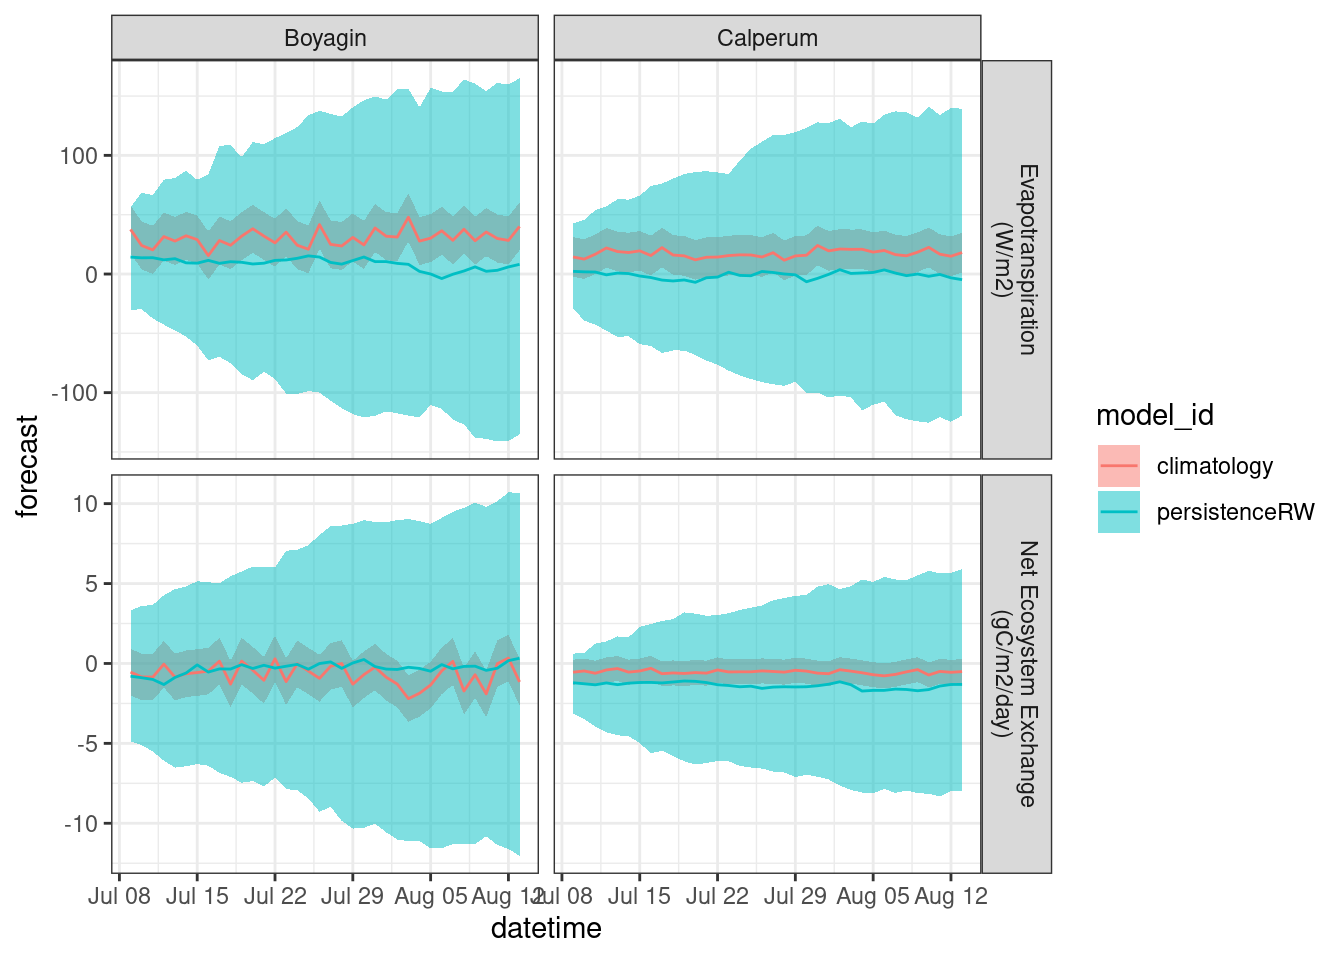 Boyagin
Calperum
100
0
-100
Evapotranspiration
(W/m2)
10
5
0
-5
-10
Net Ecosystem Exchange
(gC/m2/day)
Jul 08
Jul 15
Jul 22
Jul 29
Aug 05
Aug 12
Jul 08
Jul 15
Jul 22
Jul 29
Aug 05
Aug 12
datetime
forecast
model_id
climatology
persistenceRW